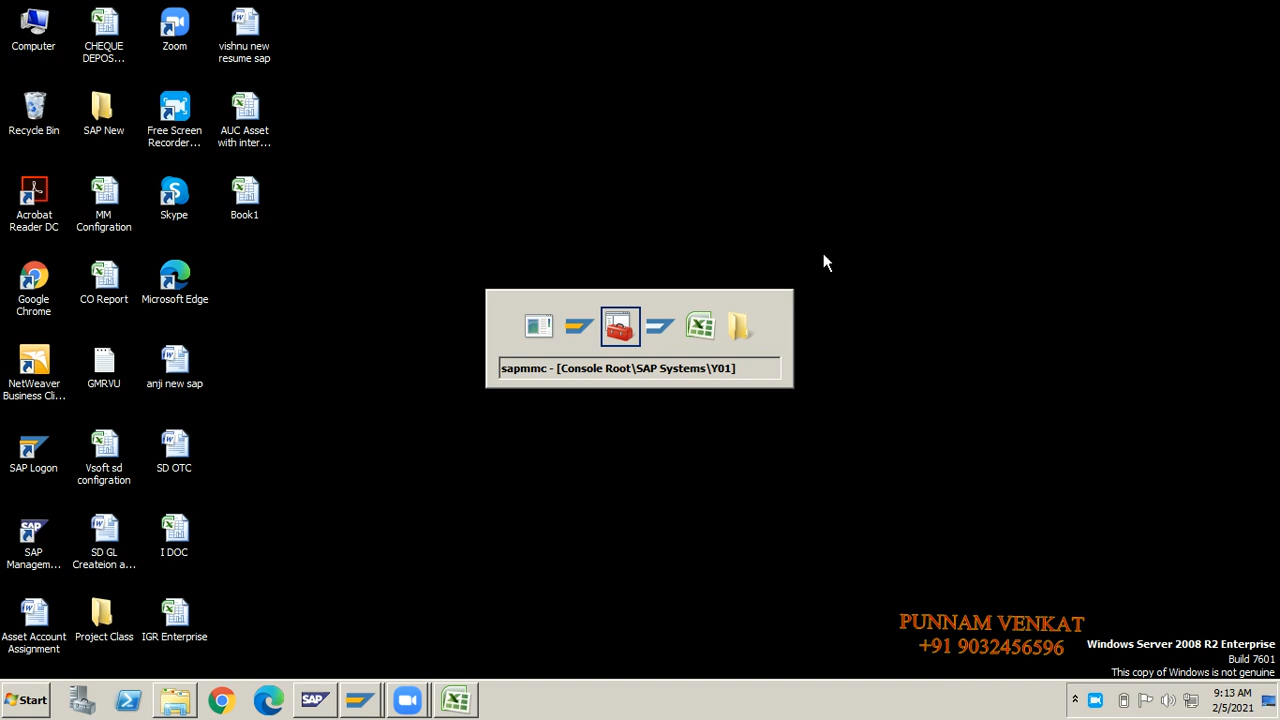 Computer
CHEQUE
DEPOS...
Zoom
vishnu new
resume sap
Recycle Bin
SAP New
Free Screen
Recorder...
AUC Asset
with inter...
Acrobat
Reader DC
MM
Configration
Skype
Book1
Google
Chrome
CO Report
Microsoft Edge
NetWeaver
Business Cli...
GMRVU
anji new sap
SAP Logon
Vsoft sd
configration
SD OTC
SAP
Managem...
SD GL
Createion a...
I DOC
Asset Account
Assignment
Project Class
IGR Enterprise
sapmmc - [Console Root\SAP Systems\Y01]
PUNNAM VENKAT
+91 9032456596
Windows Server 2008 R2 Enterprise
Build 7601
This copy of Windows is not genuine
Start
SAP
9:13 AM
2/5/2021